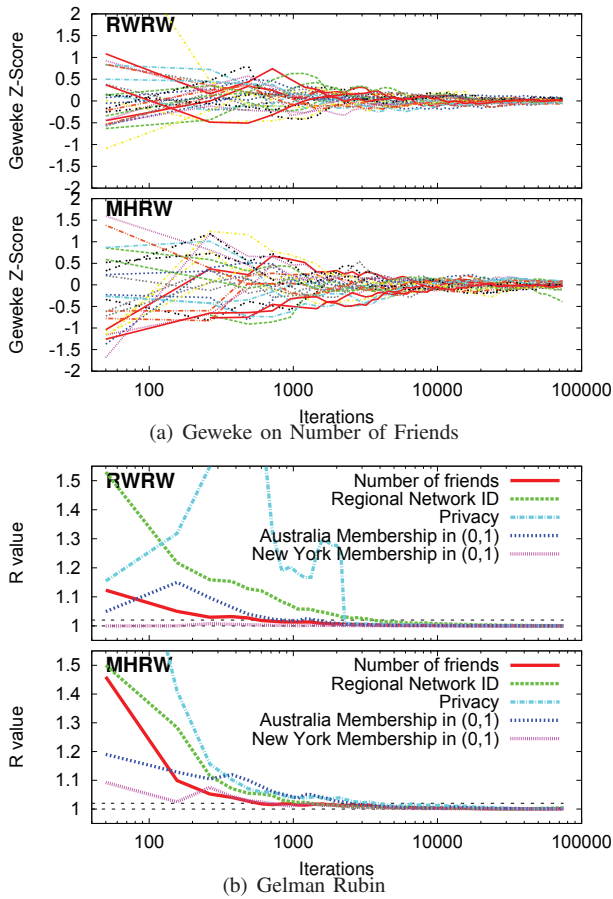 RWRW
Geweke Z-Score
2
1.5
1
0.5
0
-0.5
-1
-1.5
-2
MHRW
Geweke Z-Score
2
1.5
1
0.5
0
-0.5
-1
-1.5
-2
100 1000 10000 100000
Iterations
(a) Geweke on Number of Friends
RWRW
R value
1.5
1.4
1.3
1.2
1.1
1
Number of friends
Regional Network ID
Privacy
Australia Membership in (0,1)
New York Membership in (0,1)
MHRW
R value
1.5
1.4
1.3
1.2
1.1
1
Number of friends
Regional Network ID
Privacy
Australia Membership in (0,1)
New York Membership in (0,1)
100 1000 10000 100000
Iterations
(b) Gelman Rubin